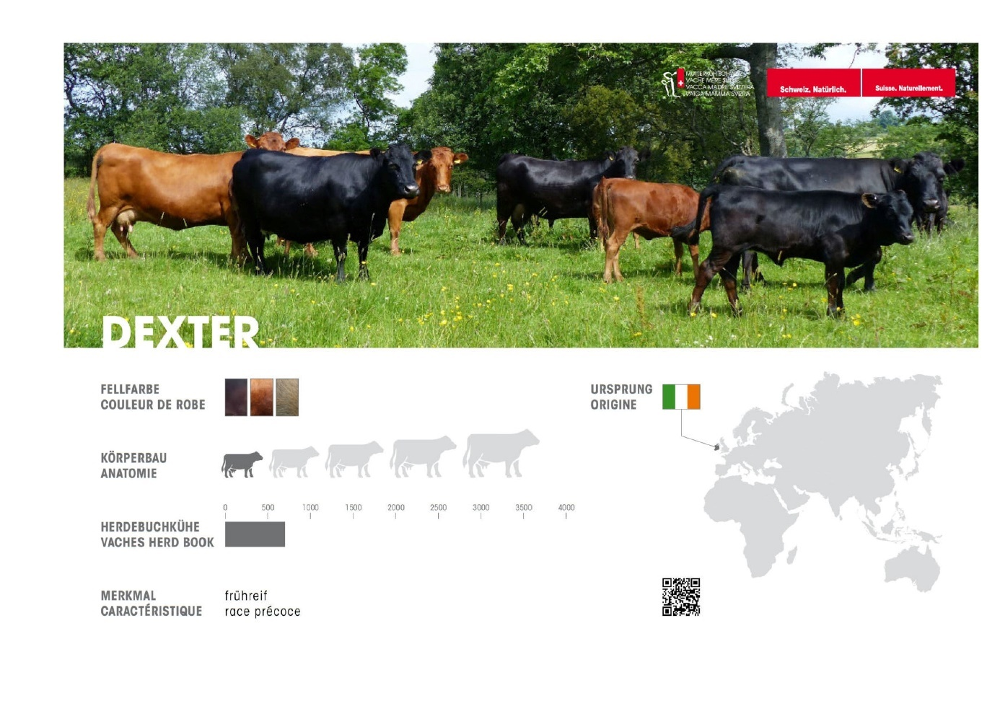 MUTTERKUH SCHWEIZ
VACHE MÈRE SUISSE
VACCA MADRE SVIZZERA
VATGA MAMMA SVIZRA
Schweiz. Natürlich.
Suisse. Naturellement.
DEXTER
FELLFARBE
COULEUR DE ROBE
URSPRUNG
ORIGINE
KÖRPERBAU
ANATOMIE
0 500 1000 1500 2000 2500 3000 3500 4000
HERDEBUCHKÜHE
VACHES HERD BOOK
MERKMAL
CARACTÉRISTIQUE
frühreif
race précoce